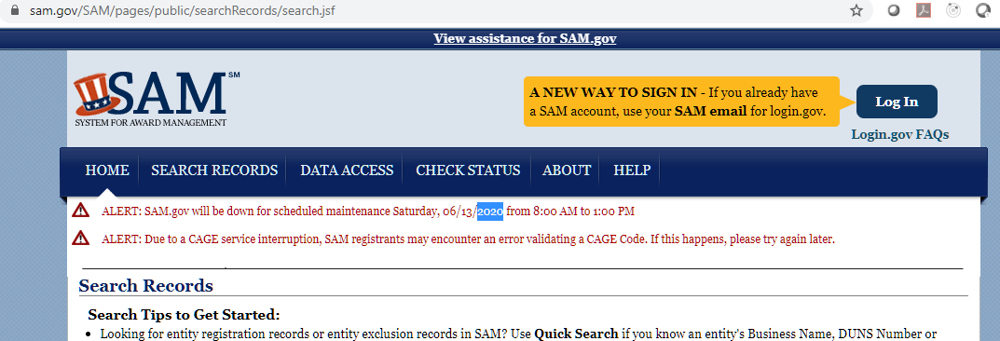 sam.gov/SAM/pages/public/searchRecords/search.jsf
View assistance for SAM.gov
SAM SM
SYSTEM FOR AWARD MANAGEMENT
A NEW WAY TO SIGN IN - If you already have
a SAM account, use your SAM email for login.gov.
Log In
Login.gov FAQs
HOME SEARCH RECORDS DATA ACCESS CHECK STATUS ABOUT HELP
ALERT: SAM.gov will be down for scheduled maintenance Saturday, 06/13/2020 from 8:00 AM to 1:00 PM
ALERT: Due to a CAGE service interruption, SAM registrants may encounter an error validating a CAGE Code. If this happens, please try again later.
Search Records
Search Tips to Get Started:
• Looking for entity registration records or entity exclusion records in SAM? Use Quick Search if you know an entity's Business Name, DUNS Number or